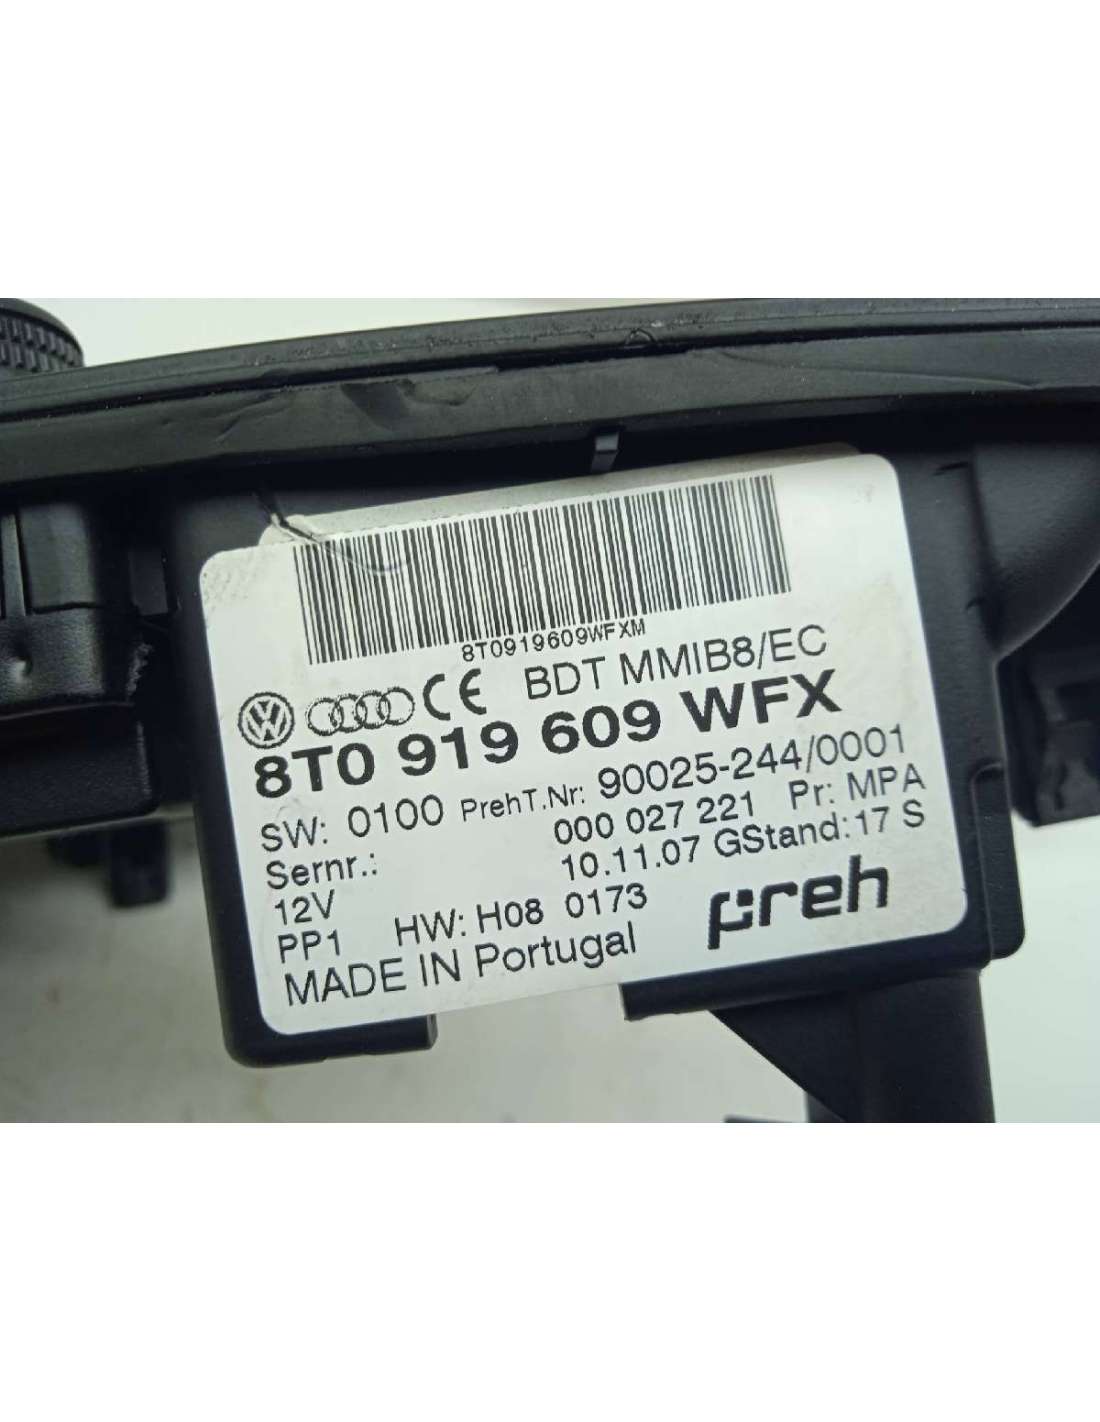 8T0919609WFXM
BDT MMIB8/EC
8T0 919 609 WFX
SW: 0100 PrehT.Nr: 90025-244/0001
Sernr.: 000 027 221 Pr: MPA
12V 10.11.07 GStand:17 S
PP1 HW: H08 0173
MADE IN Portugal preh